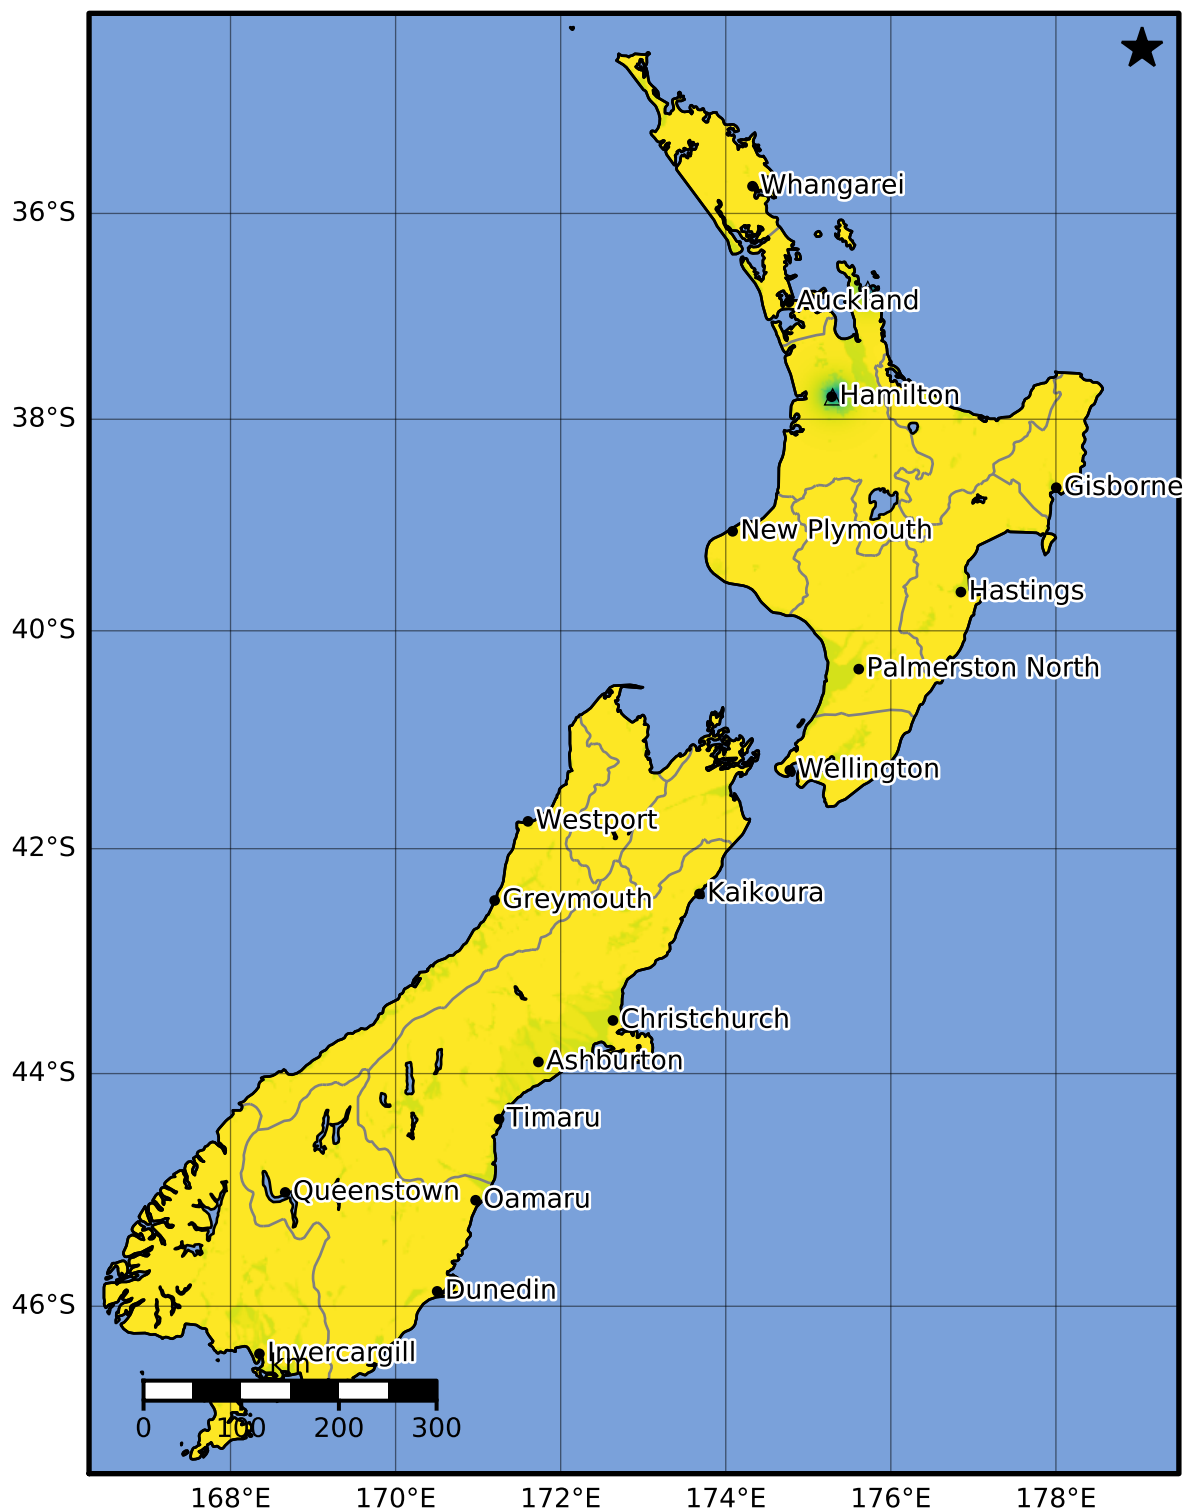 Whangarei
36°S
Auckland
Hamilton
38°S
Gisborne
New Plymouth
Hastings
40°S
Palmerston North
Wellington
Westport
42°S
Kaikoura
Greymouth
Christchurch
Ashburton
44°S
Timaru
Queenstown
Oamaru
Dunedin
46°S
Invercargill
km
0 100 200 300
168°E 170°E 172°E 174°E 176°E 178°E